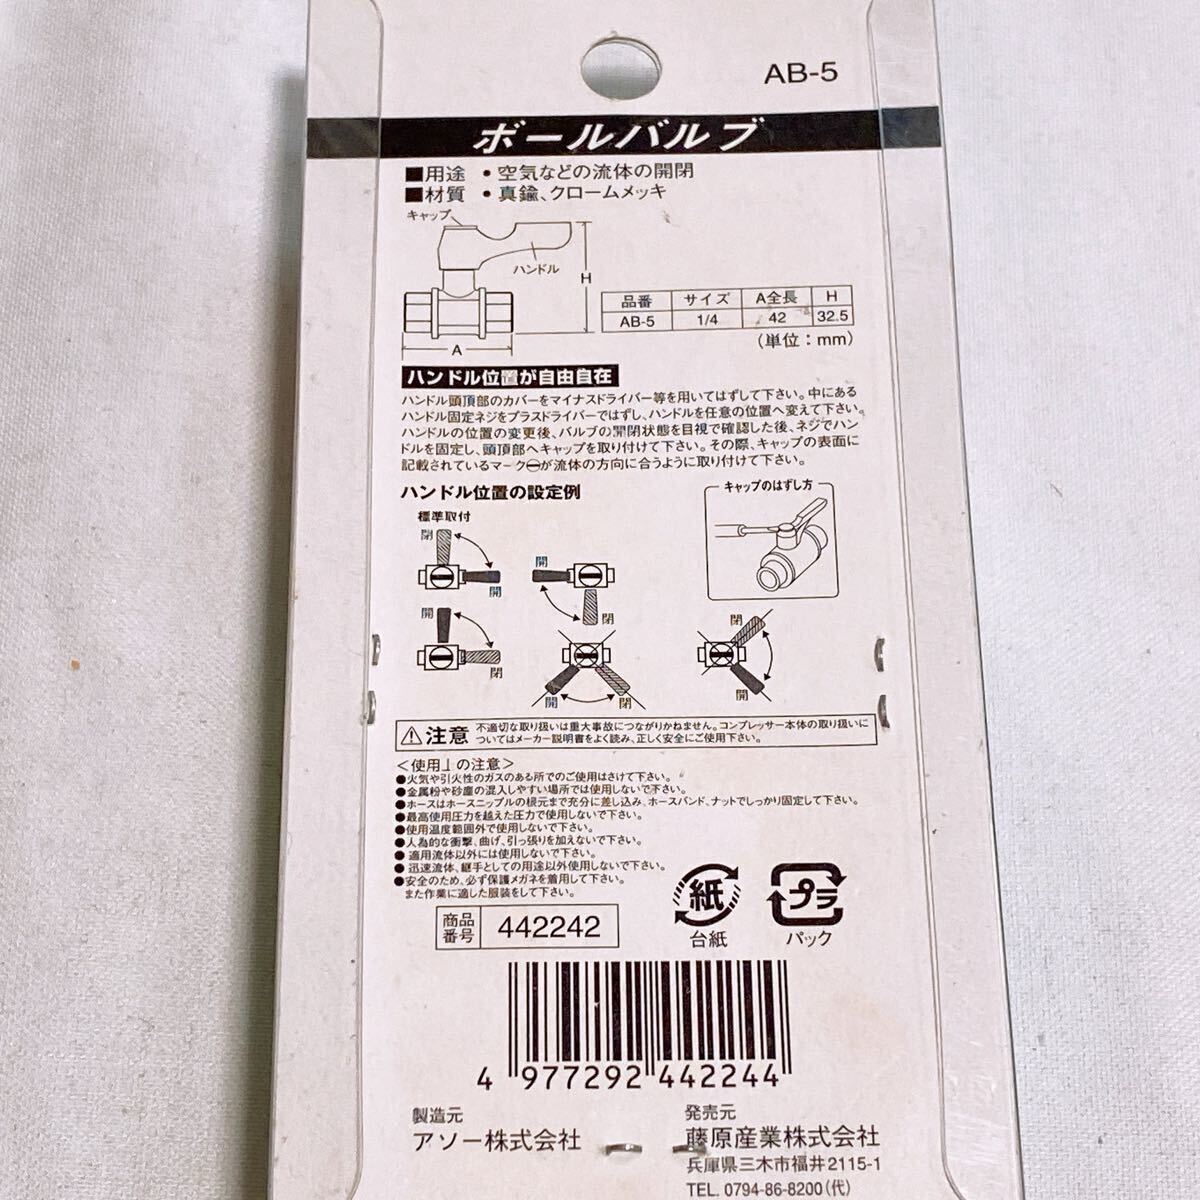 AB-5
ボールバルブ
■用途 ・空気などの流体の開閉
■材質 ・真鍮、クロームメッキ
キャップ
ハンドル
H
A
品番 サイズ A全長 H
AB-5 1/4 42 32.5
(単位:mm)
ハンドル位置が自由自在
ハンドル頭頂部のカバーをマイナスドライバー等を用いてはずして下さい。中にある
ハンドル固定ネジをプラスドライバーではずし、ハンドルを任意の位置へ変えて下さい。
ハンドルの位置の変更後、バルブの開閉状態を目視で確認した後、ネジでハン
ドルを固定し、頭頂部へキャップを取り付けて下さい。その際、キャップの表面に
記載されているマーク⊖が流体の方向に合うように取り付けて下さい。
ハンドル位置の設定例
キャップのはずし方
標準取付
閉
開
開
閉
開
閉
開
閉
閉
開
⚠注意
不適切な取り扱いは重大事故につながりかねません。コンプレッサー本体の取り扱いに
ついてはメーカー説明書をよく読み、正しく安全にご使用下さい。
<使用上の注意>
●火気や引火性のガスのある所でのご使用はさけて下さい。
●金属粉や砂塵の混入しやすい場所では使用しないで下さい。
●ホースはホースニップルの根元まで充分に差し込み、ホースバンド、ナットでしっかり固定して下さい。
●最高使用圧力を越えた圧力で使用しないで下さい。
●使用温度範囲外で使用しないで下さい。
●人為的な衝撃、曲げ、引っ張りを加えないで下さい。
●適用流体以外には使用しないで下さい。
●迅速流体、継手としての用途以外使用しないで下さい。
●安全のため、必ず保護メガネを着用して下さい。
また作業に適した服装をして下さい。
紙
台紙
プラ
パック
商品番号 442242
4 977292 442244
製造元
アソー株式会社
発売元
藤原産業株式会社
兵庫県三木市福井2115-1
TEL. 0794-86-8200(代)